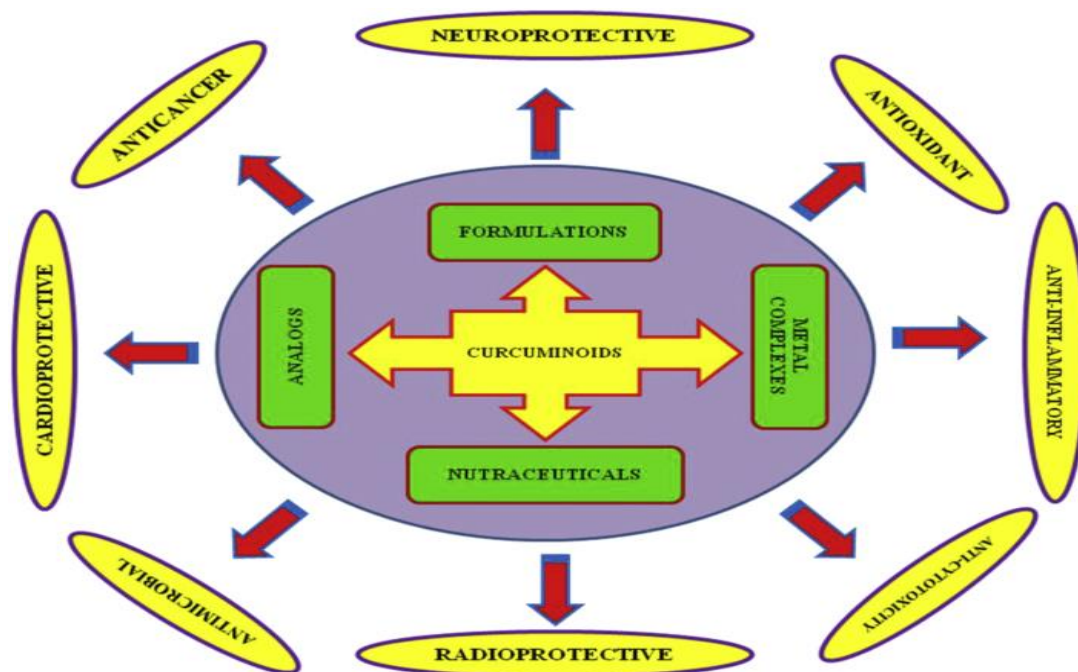 NEUROPROTECTIVE
ANTICANCER
ANTIOXIDANT
FORMULATIONS
CARDIOPROTECTIVE
ANALOGS
CURCUMINOIDS
METAL
COMPLEXES
ANTI-INFLAMMATORY
NUTRACEUTICALS
ANTIMICROBIAL
ANTI-CYTOTOXICITY
RADIOPROTECTIVE